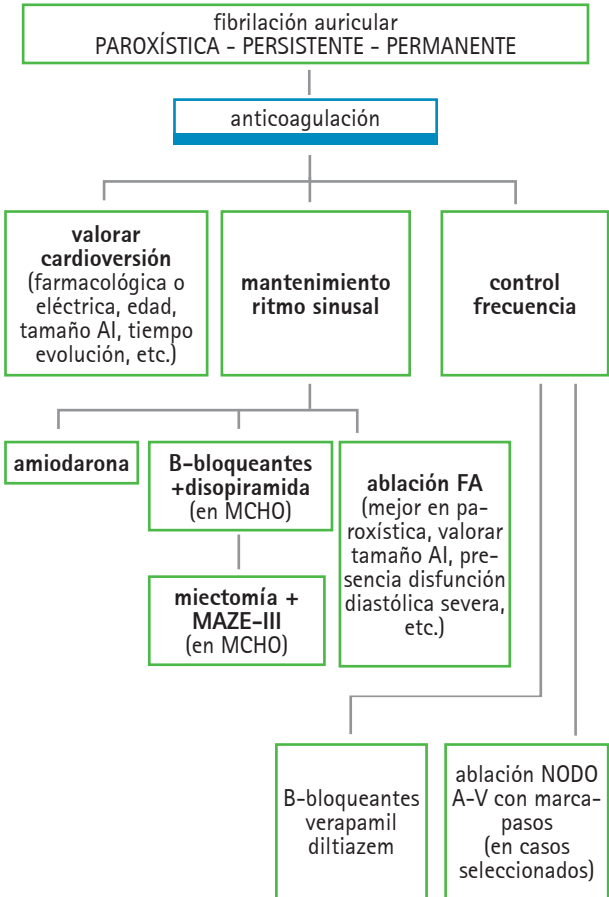 fibrilación auricular
PAROXÍSTICA - PERSISTENTE - PERMANENTE
anticoagulación
valorar
cardioversión
(farmacológica o
eléctrica, edad,
tamaño AI, tiempo
evolución, etc.)
mantenimiento
ritmo sinusal
control
frecuencia
amiodarona
B-bloqueantes
+disopiramida
(en MCHO)
ablación FA
(mejor en pa-
roxística, valorar
tamaño AI, pre-
sencia disfunción
diastólica severa,
etc.)
miectomía +
MAZE-III
(en MCHO)
B-bloqueantes
verapamil
diltiazem
ablación NODO
A-V con marca-
pasos
(en casos
seleccionados)